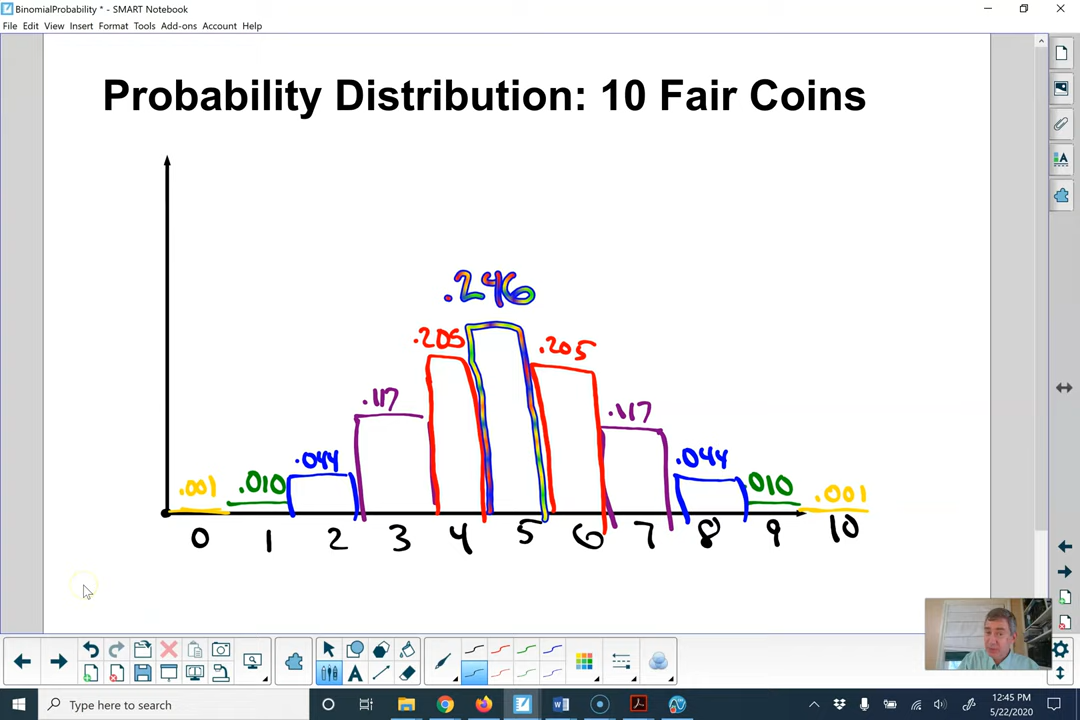 BinomialProbability * - SMART Notebook
File Edit View Insert Format Tools Add-ons Account Help
Probability Distribution: 10 Fair Coins
.246
.205 .205
.117 .117
.044 .044
.001 .010 .010 .001
0 1 2 3 4 5 6 7 8 9 10
Type here to search
12:45 PM
5/22/2020